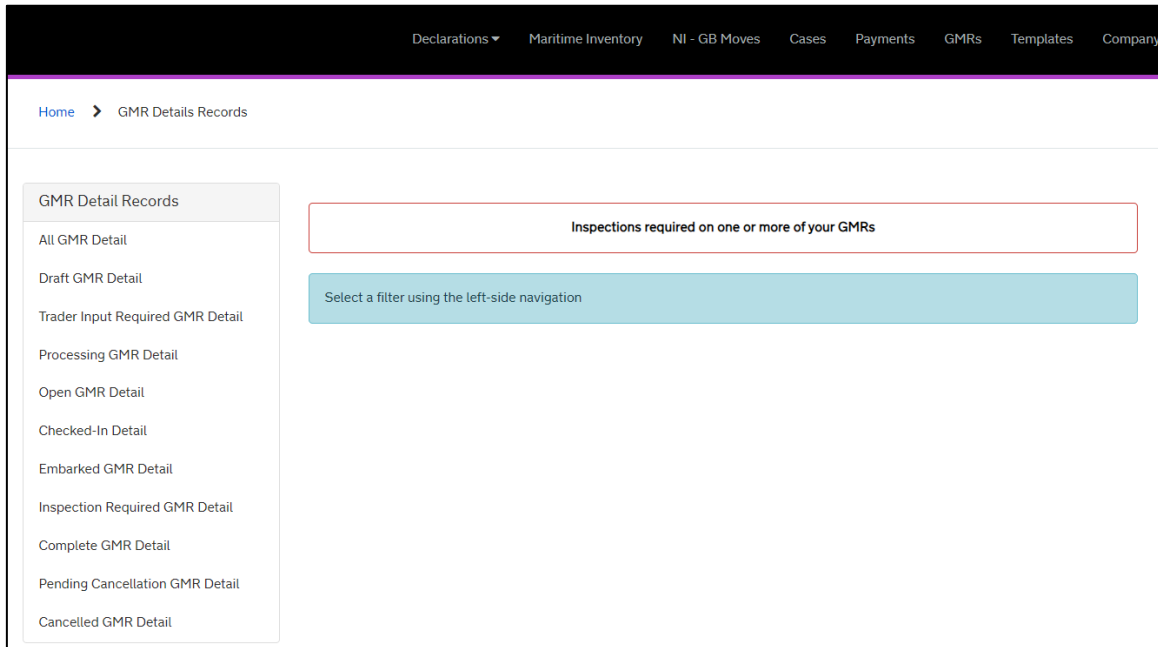 Declarations Maritime Inventory NI - GB Moves Cases Payments GMRs Templates Company
Home > GMR Details Records
GMR Detail Records
All GMR Detail
Draft GMR Detail
Trader Input Required GMR Detail
Processing GMR Detail
Open GMR Detail
Checked-In Detail
Embarked GMR Detail
Inspection Required GMR Detail
Complete GMR Detail
Pending Cancellation GMR Detail
Cancelled GMR Detail
Inspections required on one or more of your GMRs
Select a filter using the left-side navigation